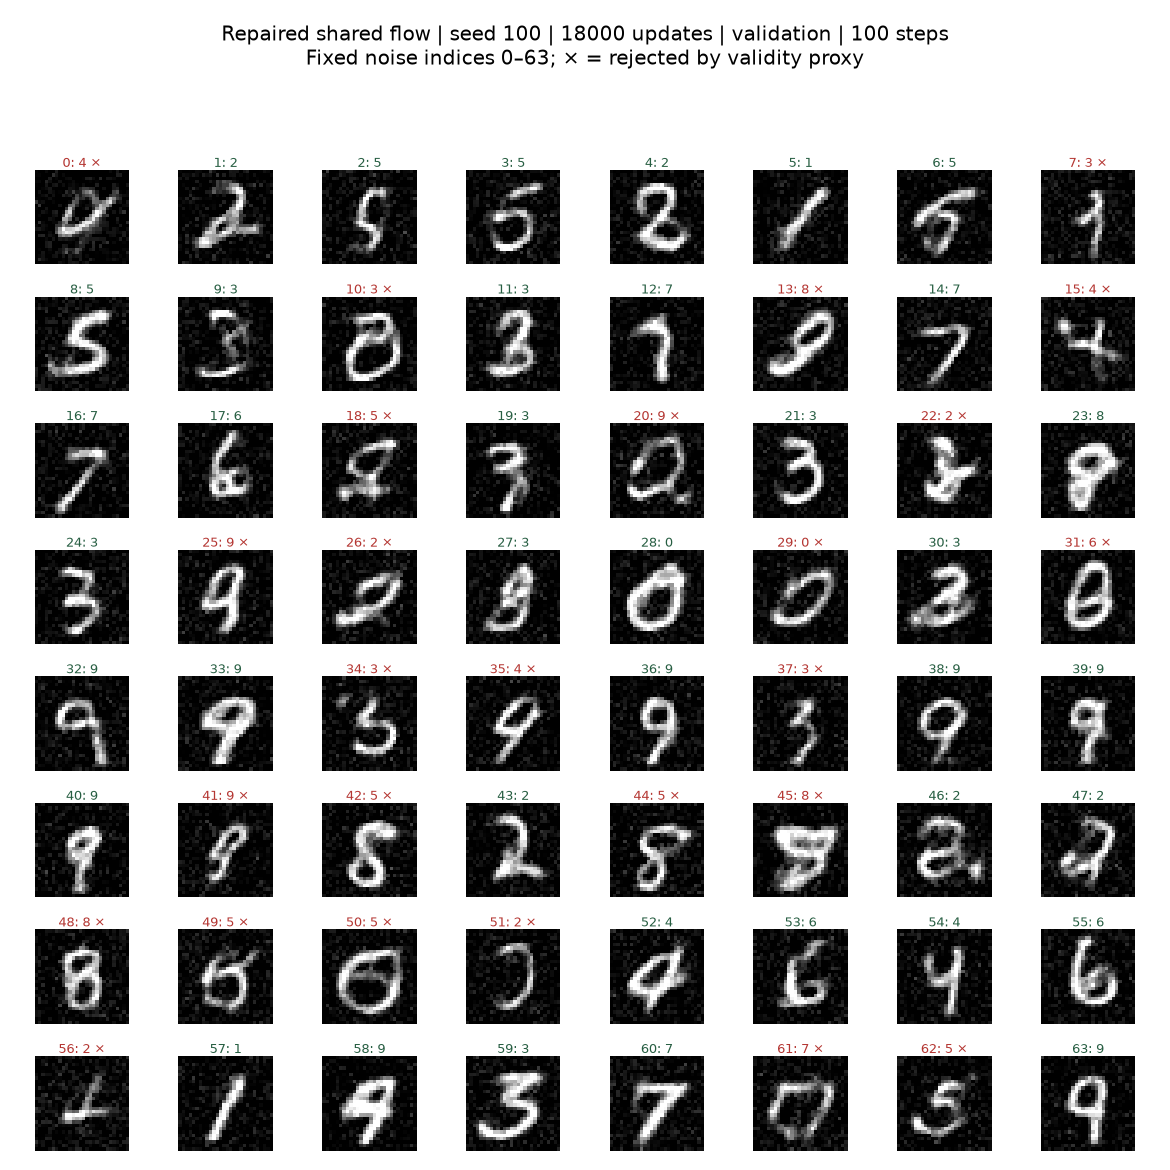 Repaired shared flow | seed 100 | 18000 updates | validation | 100 steps
Fixed noise indices 0–63; × = rejected by validity proxy
0: 4 × 1: 2 2: 5 3: 5 4: 2 5: 1 6: 5 7: 3 ×
8: 5 9: 3 10: 3 × 11: 3 12: 7 13: 8 × 14: 7 15: 4 ×
16: 7 17: 6 18: 5 × 19: 3 20: 9 × 21: 3 22: 2 × 23: 8
24: 3 25: 9 × 26: 2 × 27: 3 28: 0 29: 0 × 30: 3 31: 6 ×
32: 9 33: 9 34: 3 × 35: 4 × 36: 9 37: 3 × 38: 9 39: 9
40: 9 41: 9 × 42: 5 × 43: 2 44: 5 × 45: 8 × 46: 2 47: 2
48: 8 × 49: 5 × 50: 5 × 51: 2 × 52: 4 53: 6 54: 4 55: 6
56: 2 × 57: 1 58: 9 59: 3 60: 7 61: 7 × 62: 5 × 63: 9